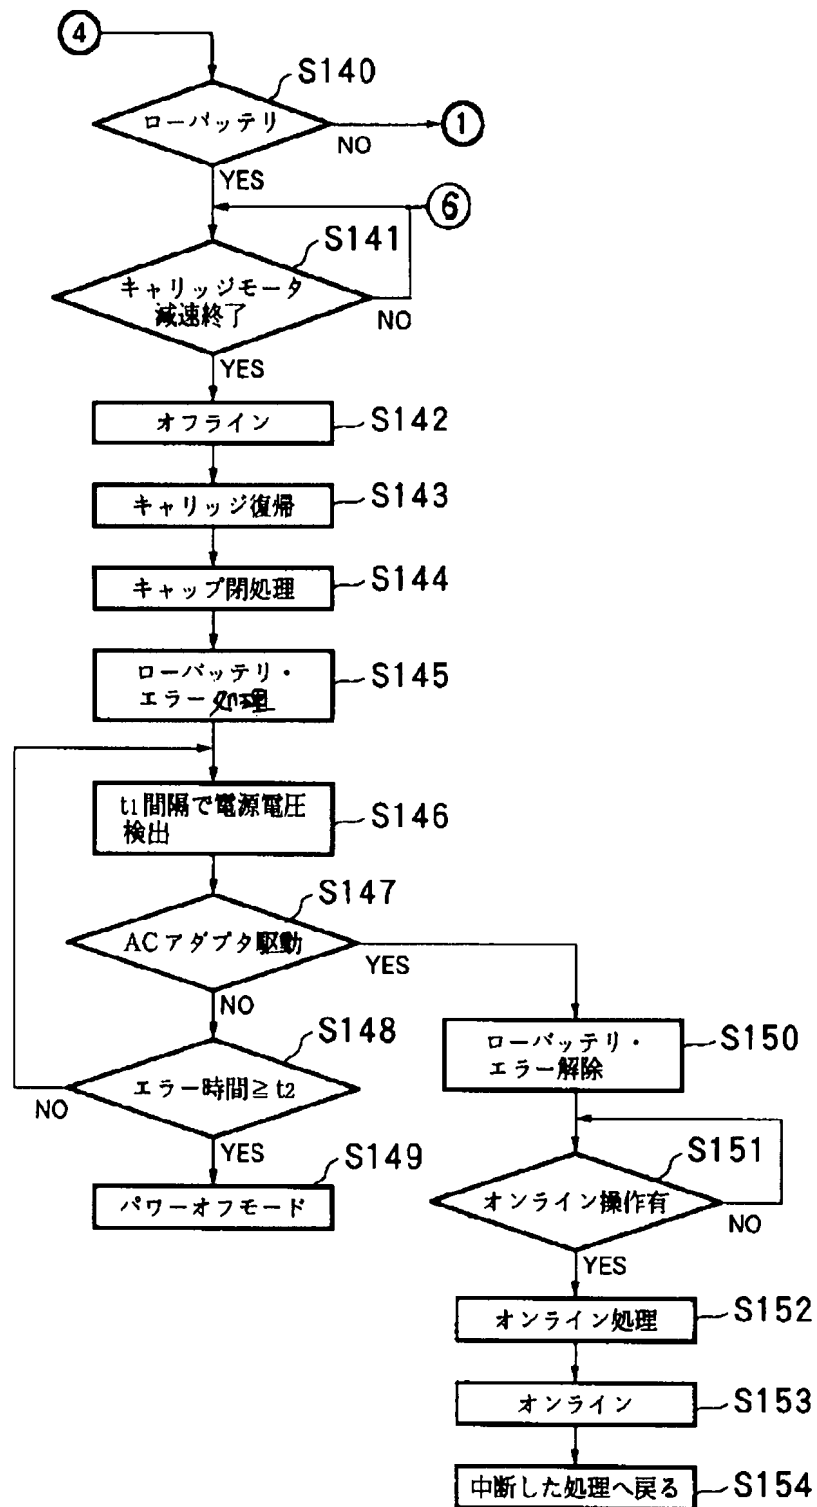 4
S140
ローバッテリ
NO
1
YES
6
S141
キャリッジモータ
減速終了
NO
YES
オフライン
S142
キャリッジ復帰
S143
キャップ閉処理
S144
ローバッテリ・
エラー処理
S145
t1間隔で電源電圧
検出
S146
S147
ACアダプタ駆動
YES
NO
S148
エラー時間≧t2
NO
YES
S149
パワーオフモード
ローバッテリ・
エラー解除
S150
S151
オンライン操作有
NO
YES
オンライン処理
S152
オンライン
S153
中断した処理へ戻る
S154